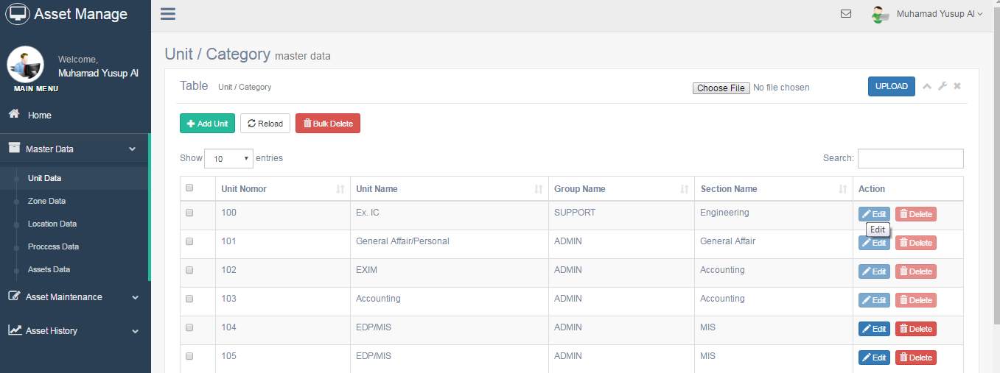 Asset Manage
Muhamad Yusup Al
Welcome,
Muhamad Yusup Al
MAIN MENU
Home
Master Data
Unit Data
Zone Data
Location Data
Proccess Data
Assets Data
Asset Maintenance
Asset History
Unit / Category master data
Table Unit / Category
Choose File No file chosen
UPLOAD
Add Unit Reload Bulk Delete
Show 10 entries
Search:
Unit Nomor Unit Name Group Name Section Name Action
100 Ex. IC SUPPORT Engineering Edit Delete
Edit
101 General Affair/Personal ADMIN General Affair Edit Delete
102 EXIM ADMIN Accounting Edit Delete
103 Accounting ADMIN Accounting Edit Delete
104 EDP/MIS ADMIN MIS Edit Delete
105 EDP/MIS ADMIN MIS Edit Delete